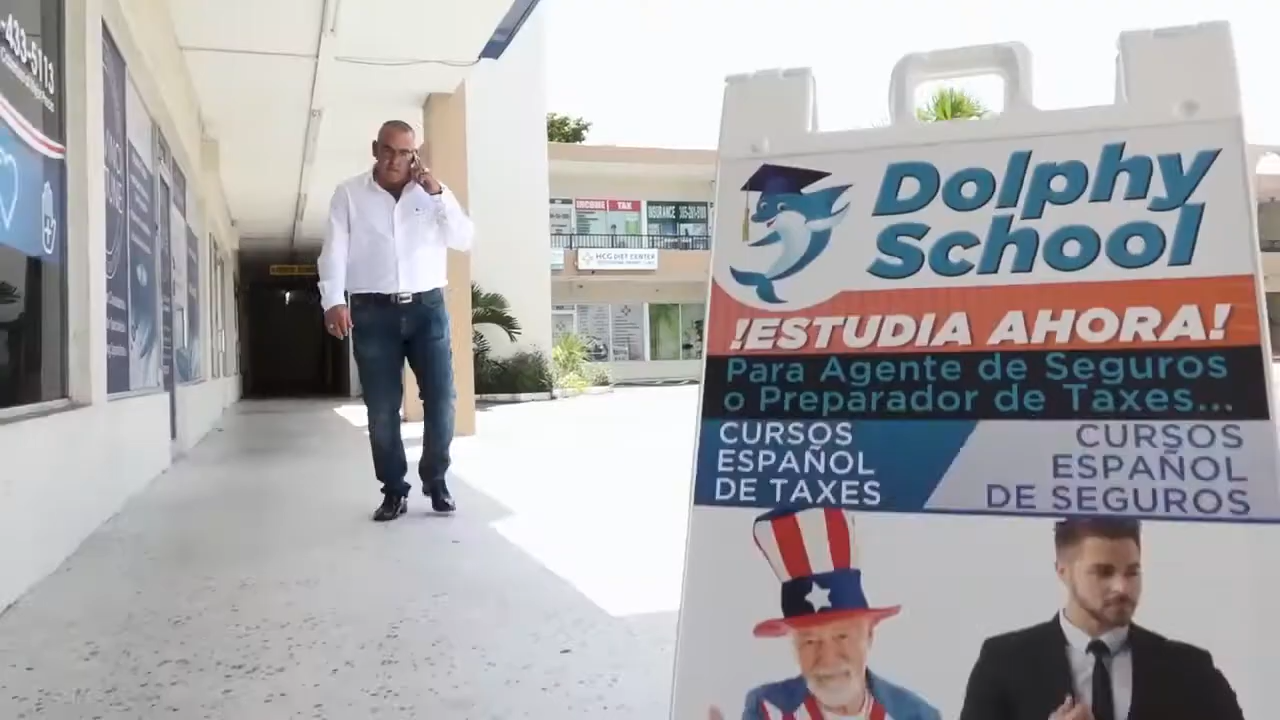 -433-5113
INCOME TAX
INSURANCE
HCG DIET CENTER
Dolphy
School
!ESTUDIA AHORA!
Para Agente de Seguros
o Preparador de Taxes...
CURSOS
ESPAÑOL
DE TAXES
CURSOS
ESPAÑOL
DE SEGUROS